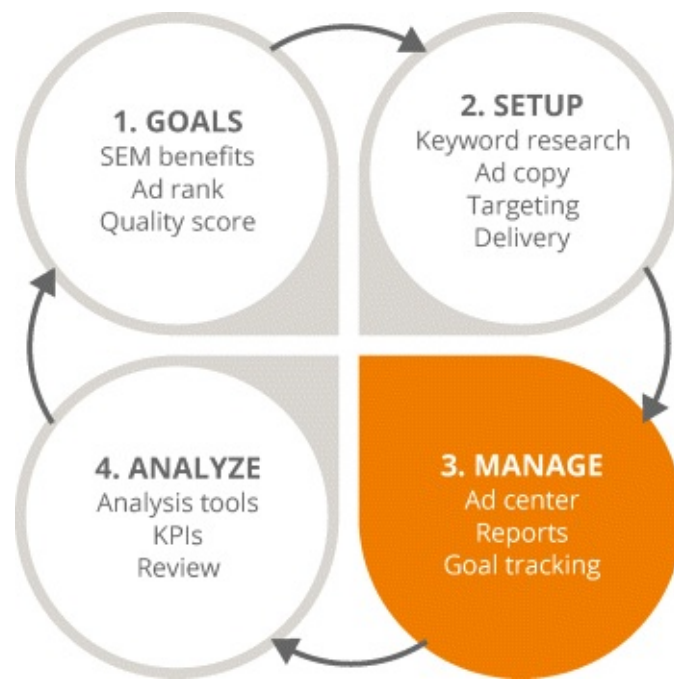 1. GOALS
SEM benefits
Ad rank
Quality score
2. SETUP
Keyword research
Ad copy
Targeting
Delivery
3. MANAGE
Ad center
Reports
Goal tracking
4. ANALYZE
Analysis tools
KPIs
Review